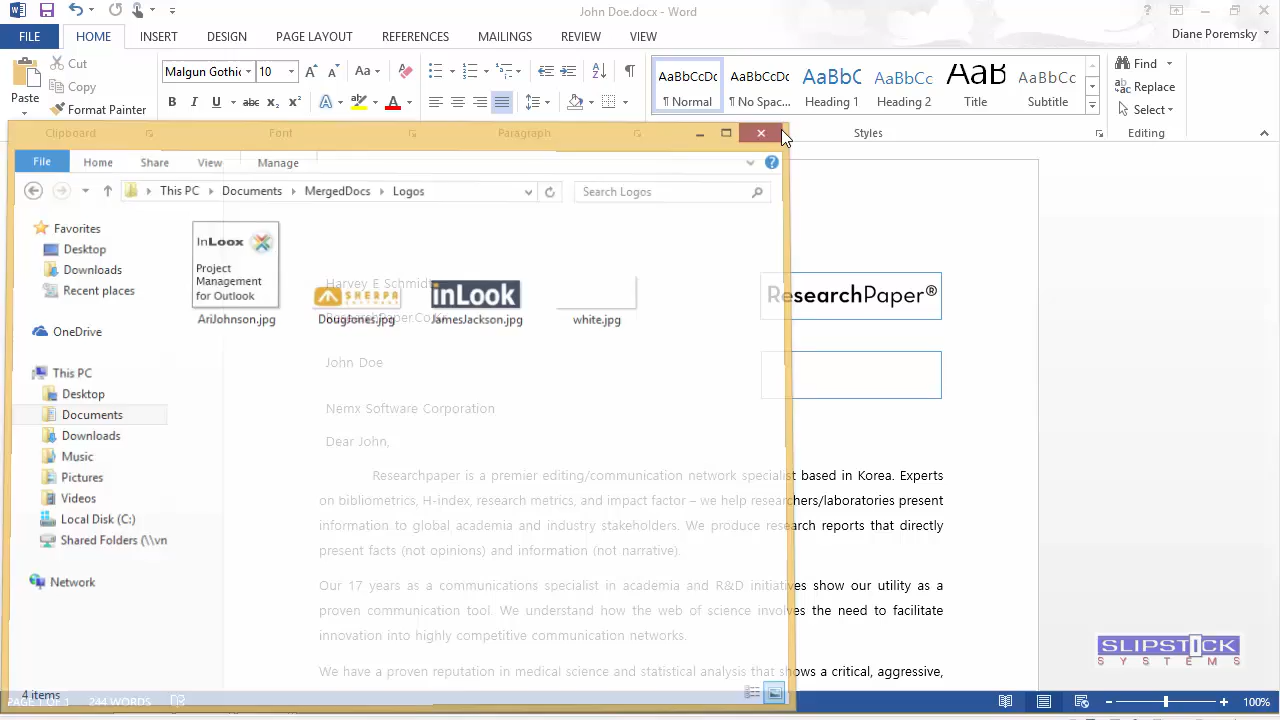 John Doe.docx - Word
FILE HOME INSERT DESIGN PAGE LAYOUT REFERENCES MAILINGS REVIEW VIEW Diane Poremsky
Paste Cut Copy Format Painter
Malgun Gothic 10
AaBbCcDc ¶ Normal
AaBbCcDc ¶ No Spac...
AaBbC Heading 1
AaBbCc Heading 2
AaB Title
AaBbCc Subtitle
Find
Replace
Select
Editing
Clipboard Font Paragraph Styles
File Home Share View Manage
This PC Documents MergedDocs Logos
Search Logos
Favorites
Desktop
Downloads
Recent places
OneDrive
This PC
Desktop
Documents
Downloads
Music
Pictures
Videos
Local Disk (C:)
Shared Folders (\\vn
Network
4 items
InLoox
Project
Management
for Outlook
AriJohnson.jpg
SHERPA
DougJones.jpg
inLook
JamesJackson.jpg
white.jpg
ResearchPaper®
Harvey E Schmidt
John Doe
Nemx Software Corporation
Dear John,
Researchpaper is a premier editing/communication network specialist based in Korea. Experts
on bibliometrics, H-index, research metrics, and impact factor – we help researchers/laboratories present
information to global academia and industry stakeholders. We produce research reports that directly
present facts (not opinions) and information (not narrative).
Our 17 years as a communications specialist in academia and R&D initiatives show our utility as a
proven communication tool. We understand how the web of science involves the need to facilitate
innovation into highly competitive communication networks.
We have a proven reputation in medical science and statistical analysis that shows a critical, aggressive,
SLIPSTICK
SYSTEMS
PAGE 1 OF 1 244 WORDS
100%